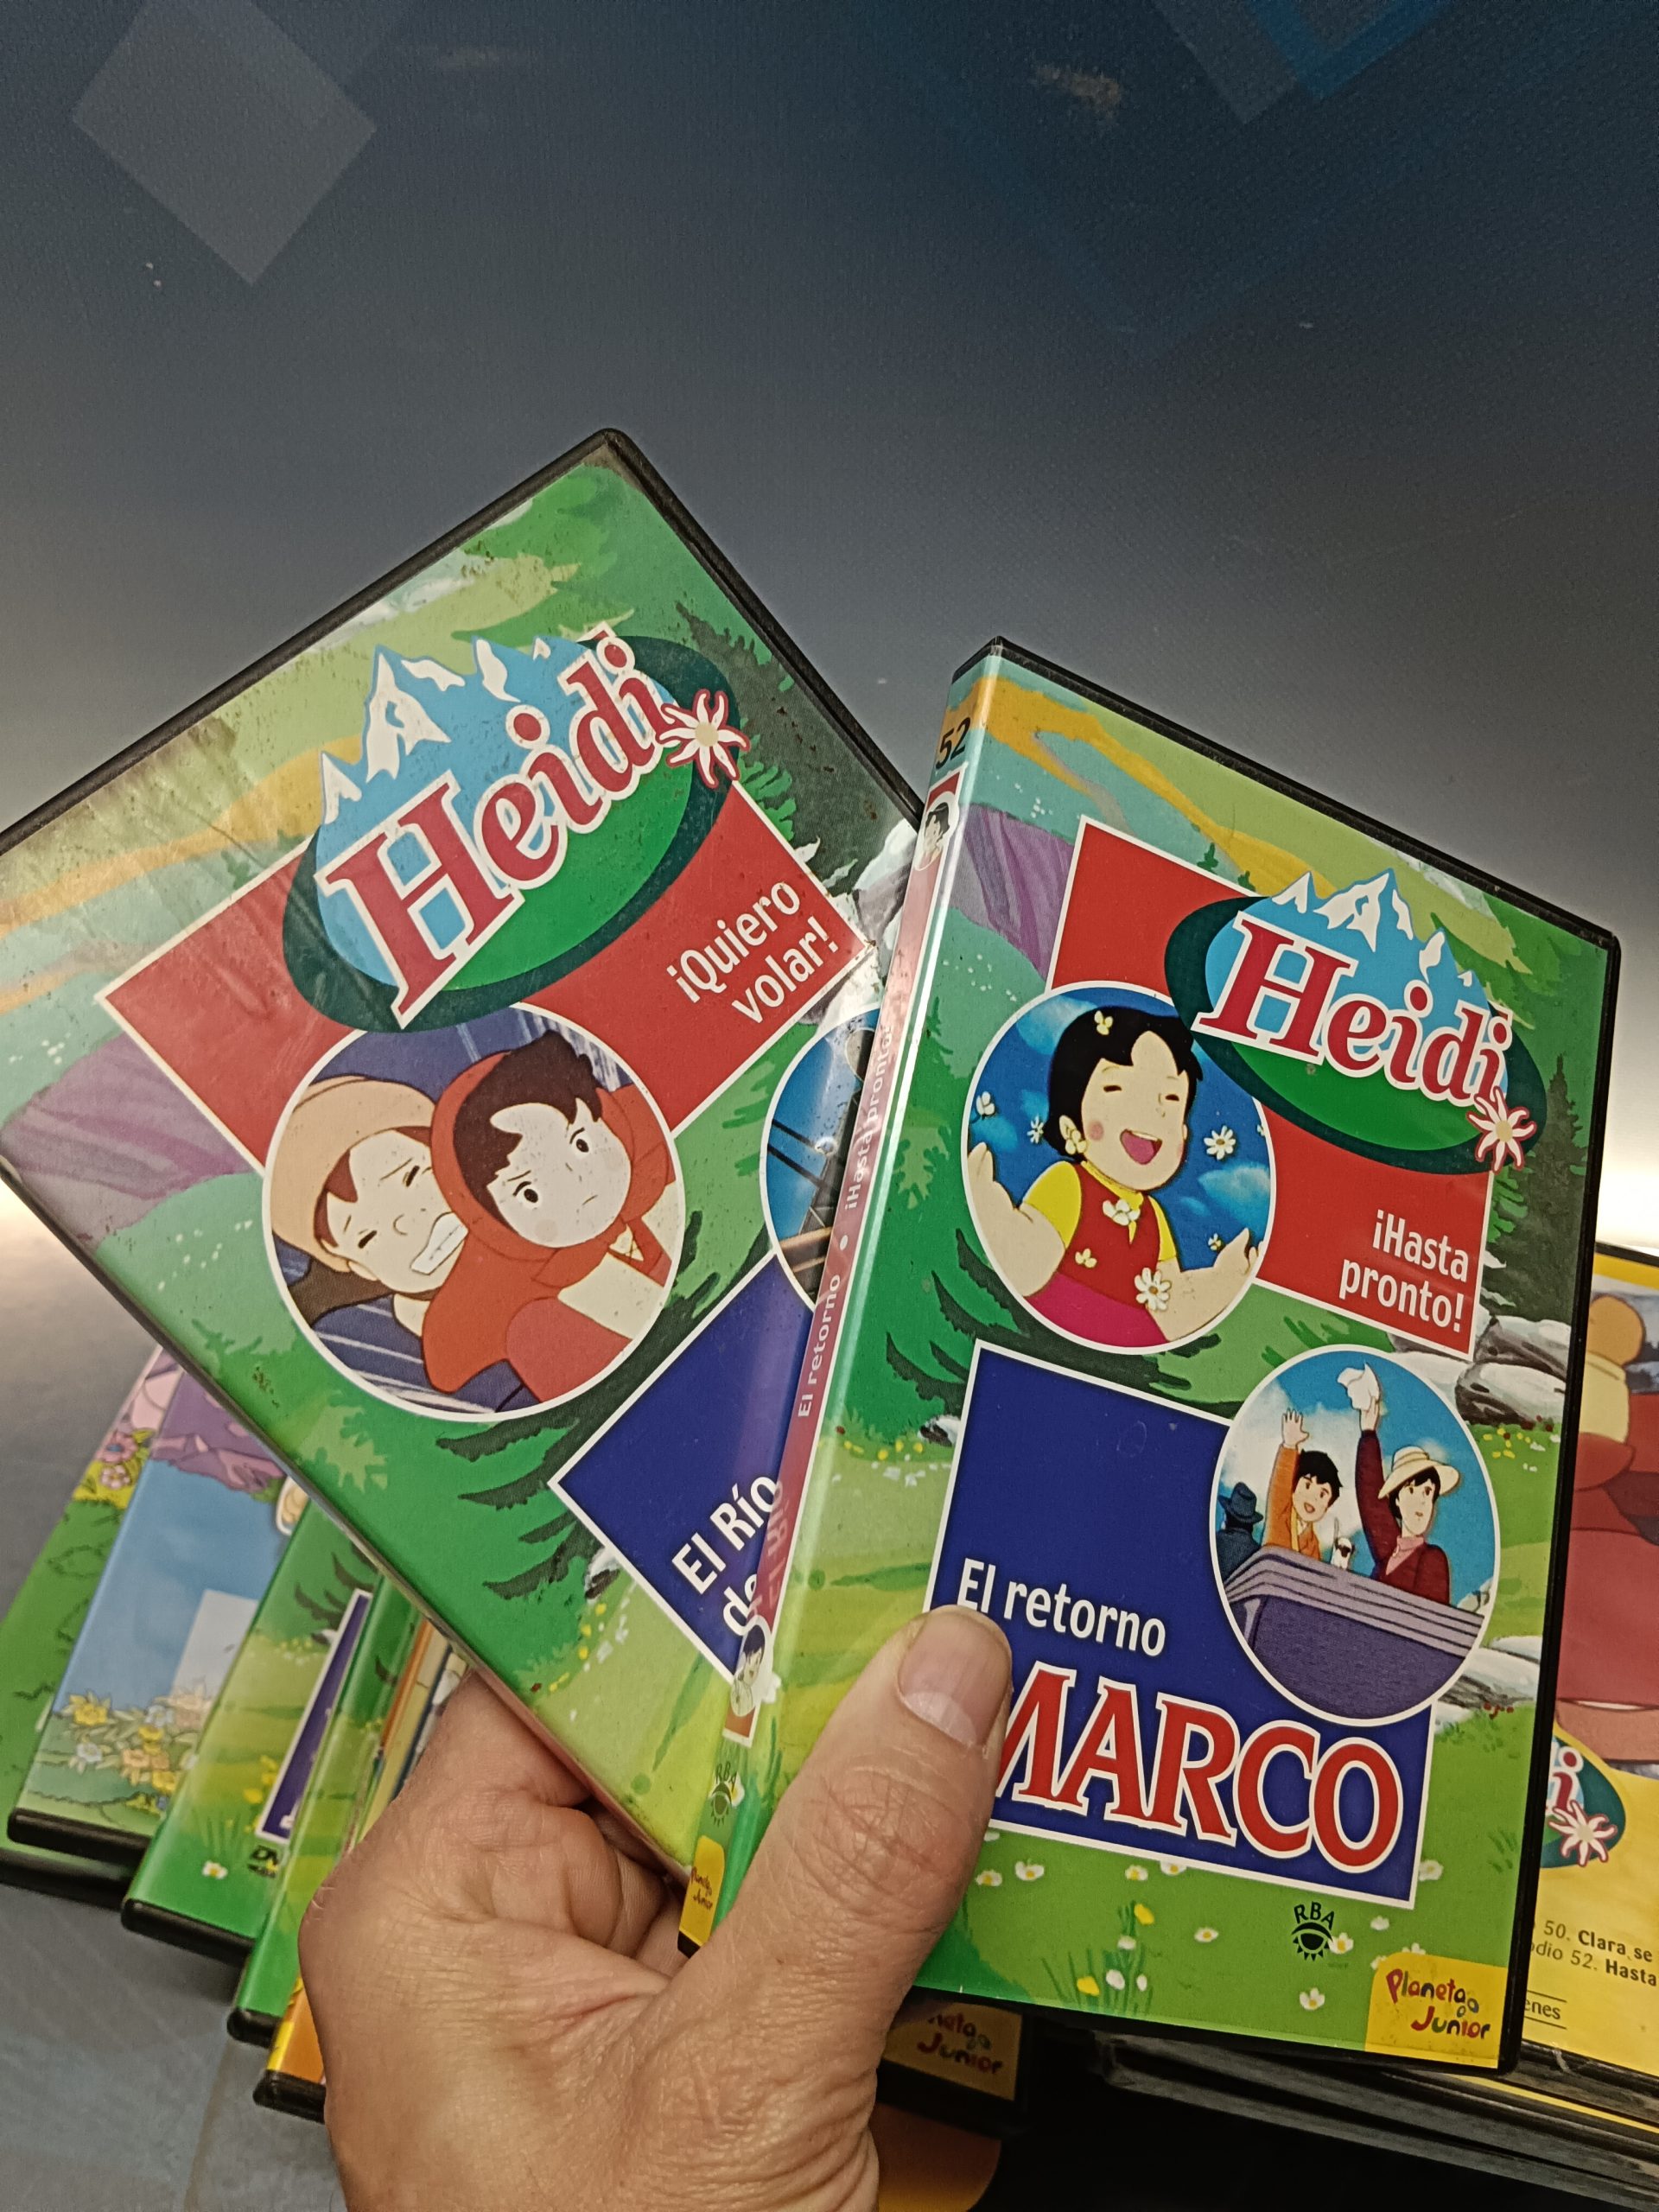 Heidi
¡Quiero
volar!
El Río
de
52
El retorno • ¡Hasta pronto!
RBA
Planeta
Junior
Heidi
¡Hasta
pronto!
El retorno
MARCO
RBA
Planeta
Junior
50. Clara se
52. Hasta
Junior